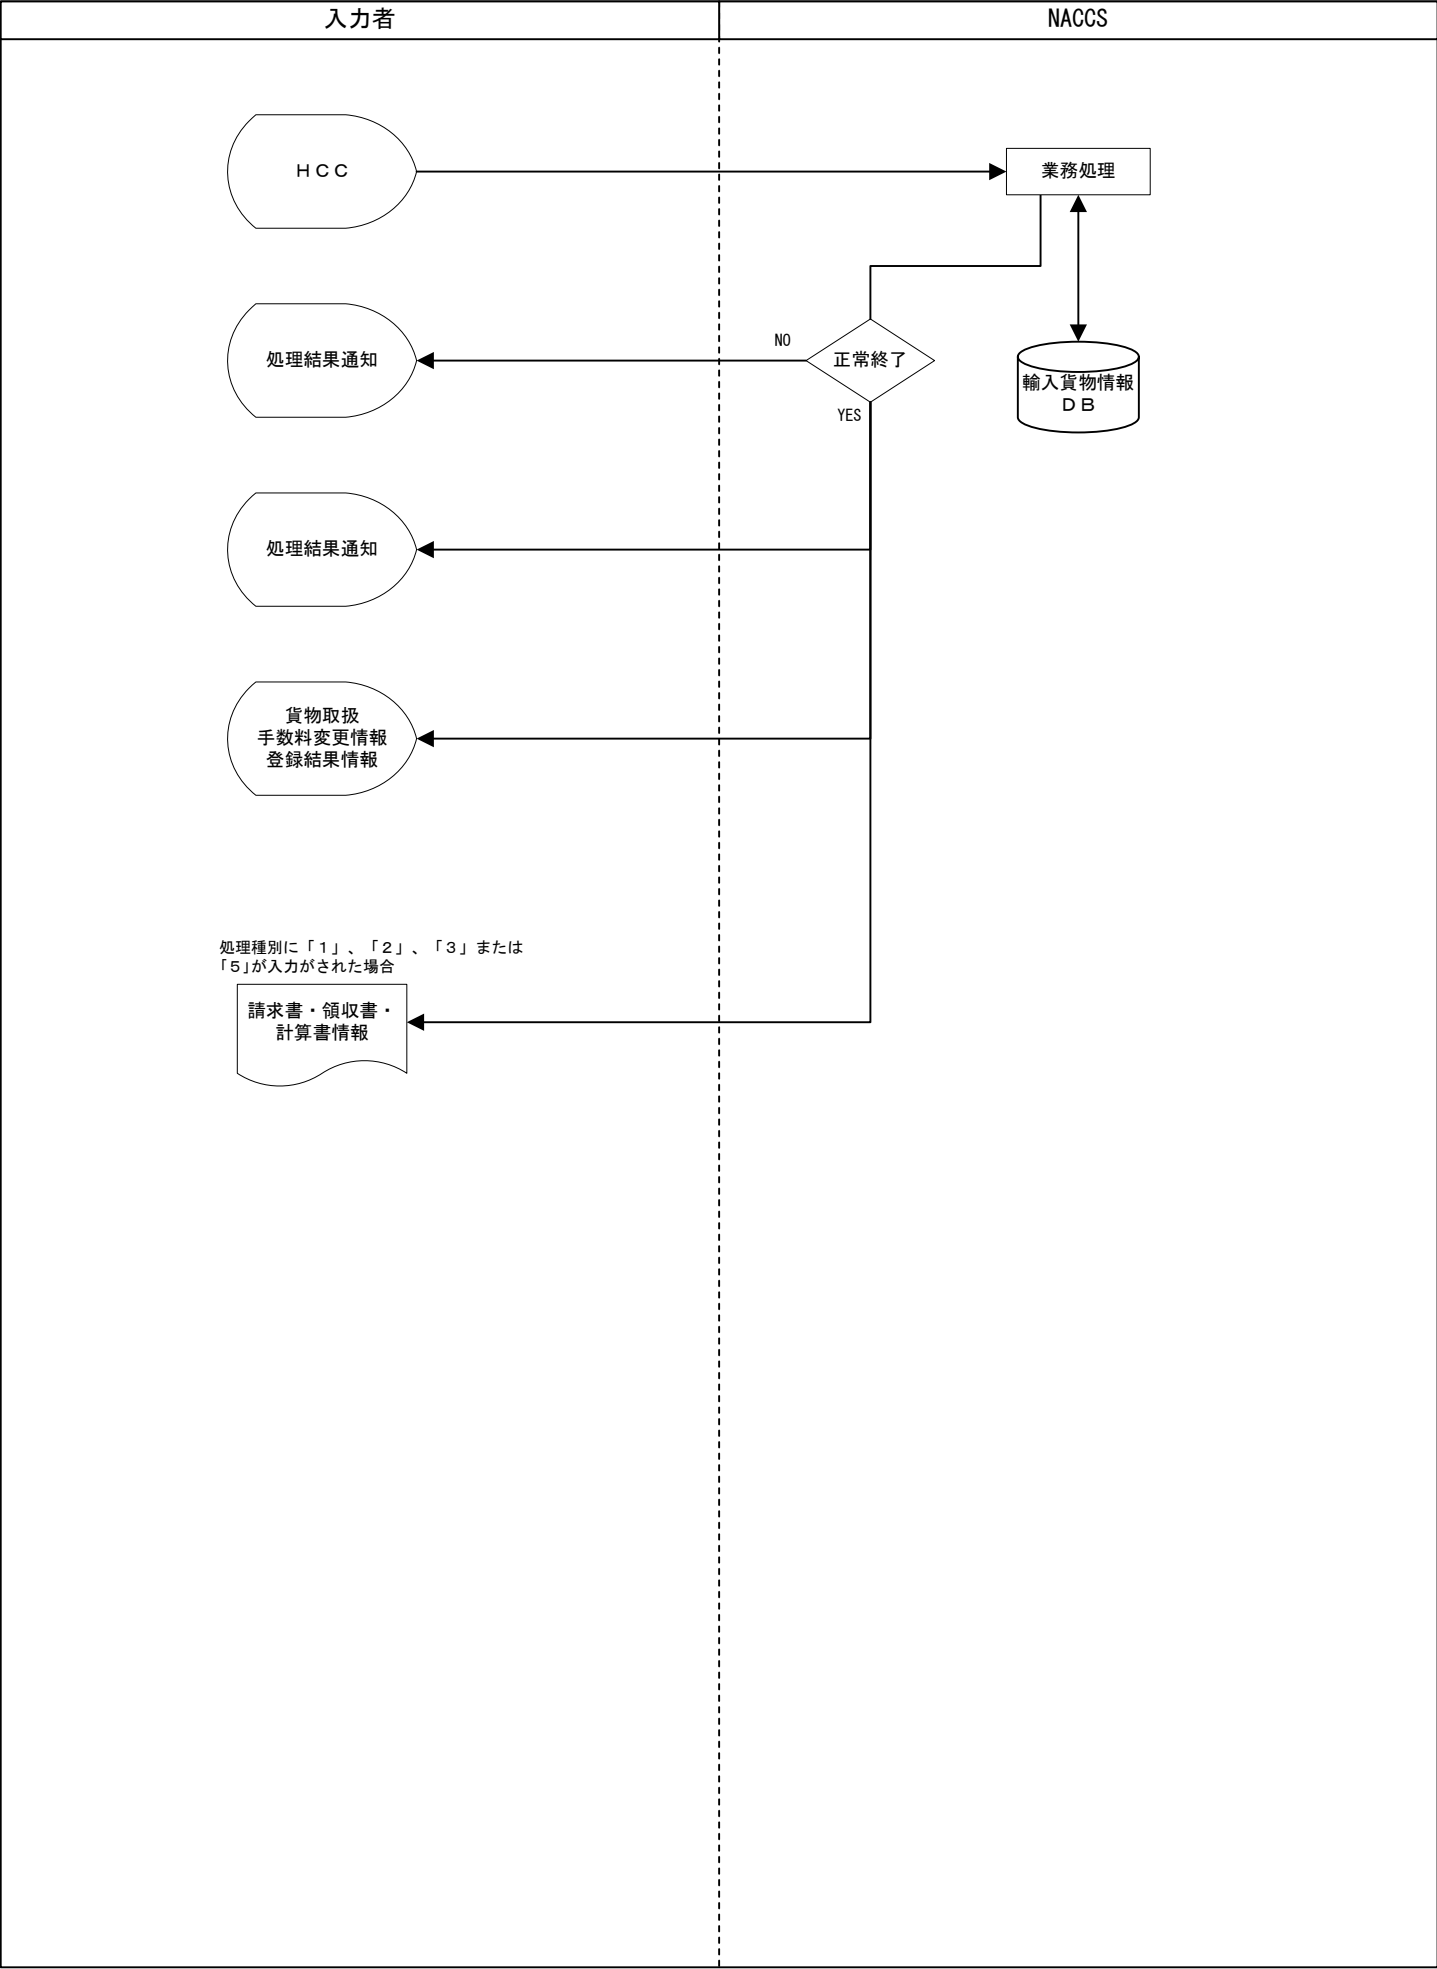 入力者
NACCS
ＨＣＣ
業務処理
NO
処理結果通知
正常終了
輸入貨物情報
ＤＢ
YES
処理結果通知
貨物取扱
手数料変更情報
登録結果情報
処理種別に「１」、「２」、「３」または
「５」が入力がされた場合
請求書・領収書・
計算書情報